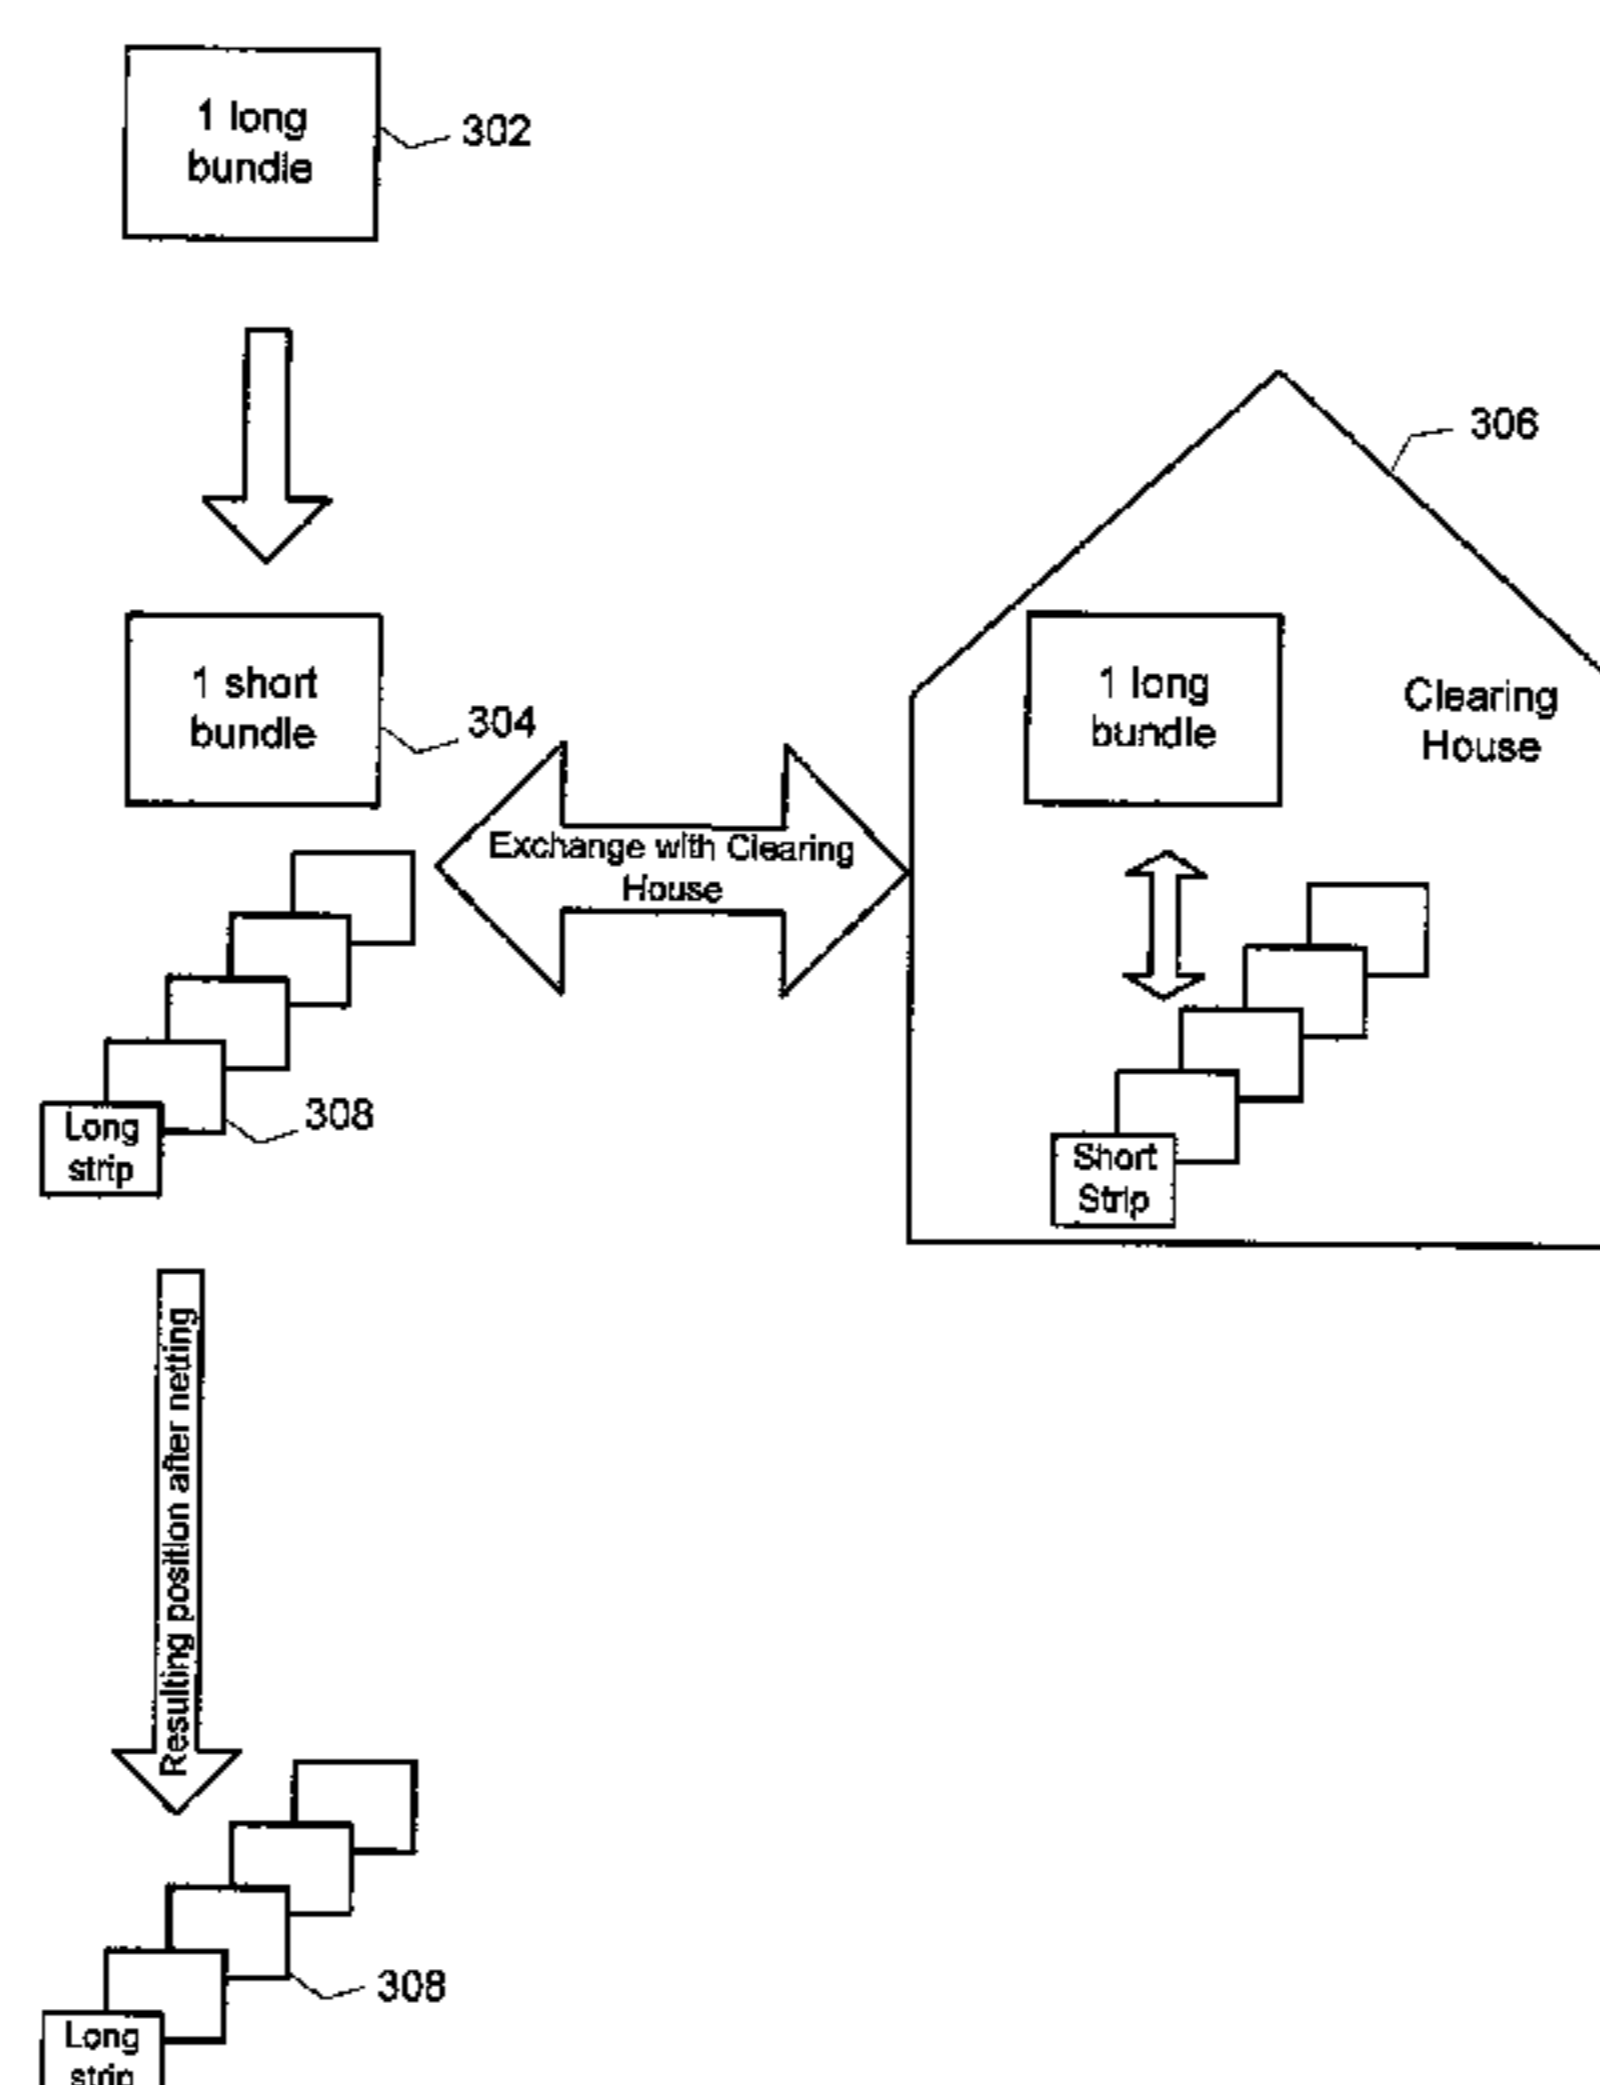 1 long
bundle
302
306
1 short
bundle
304
1 long
bundle
Clearing
House
Exchange with Clearing
House
Long
strip
308
Short
Strip
Resulting position after netting
308
Long
strip